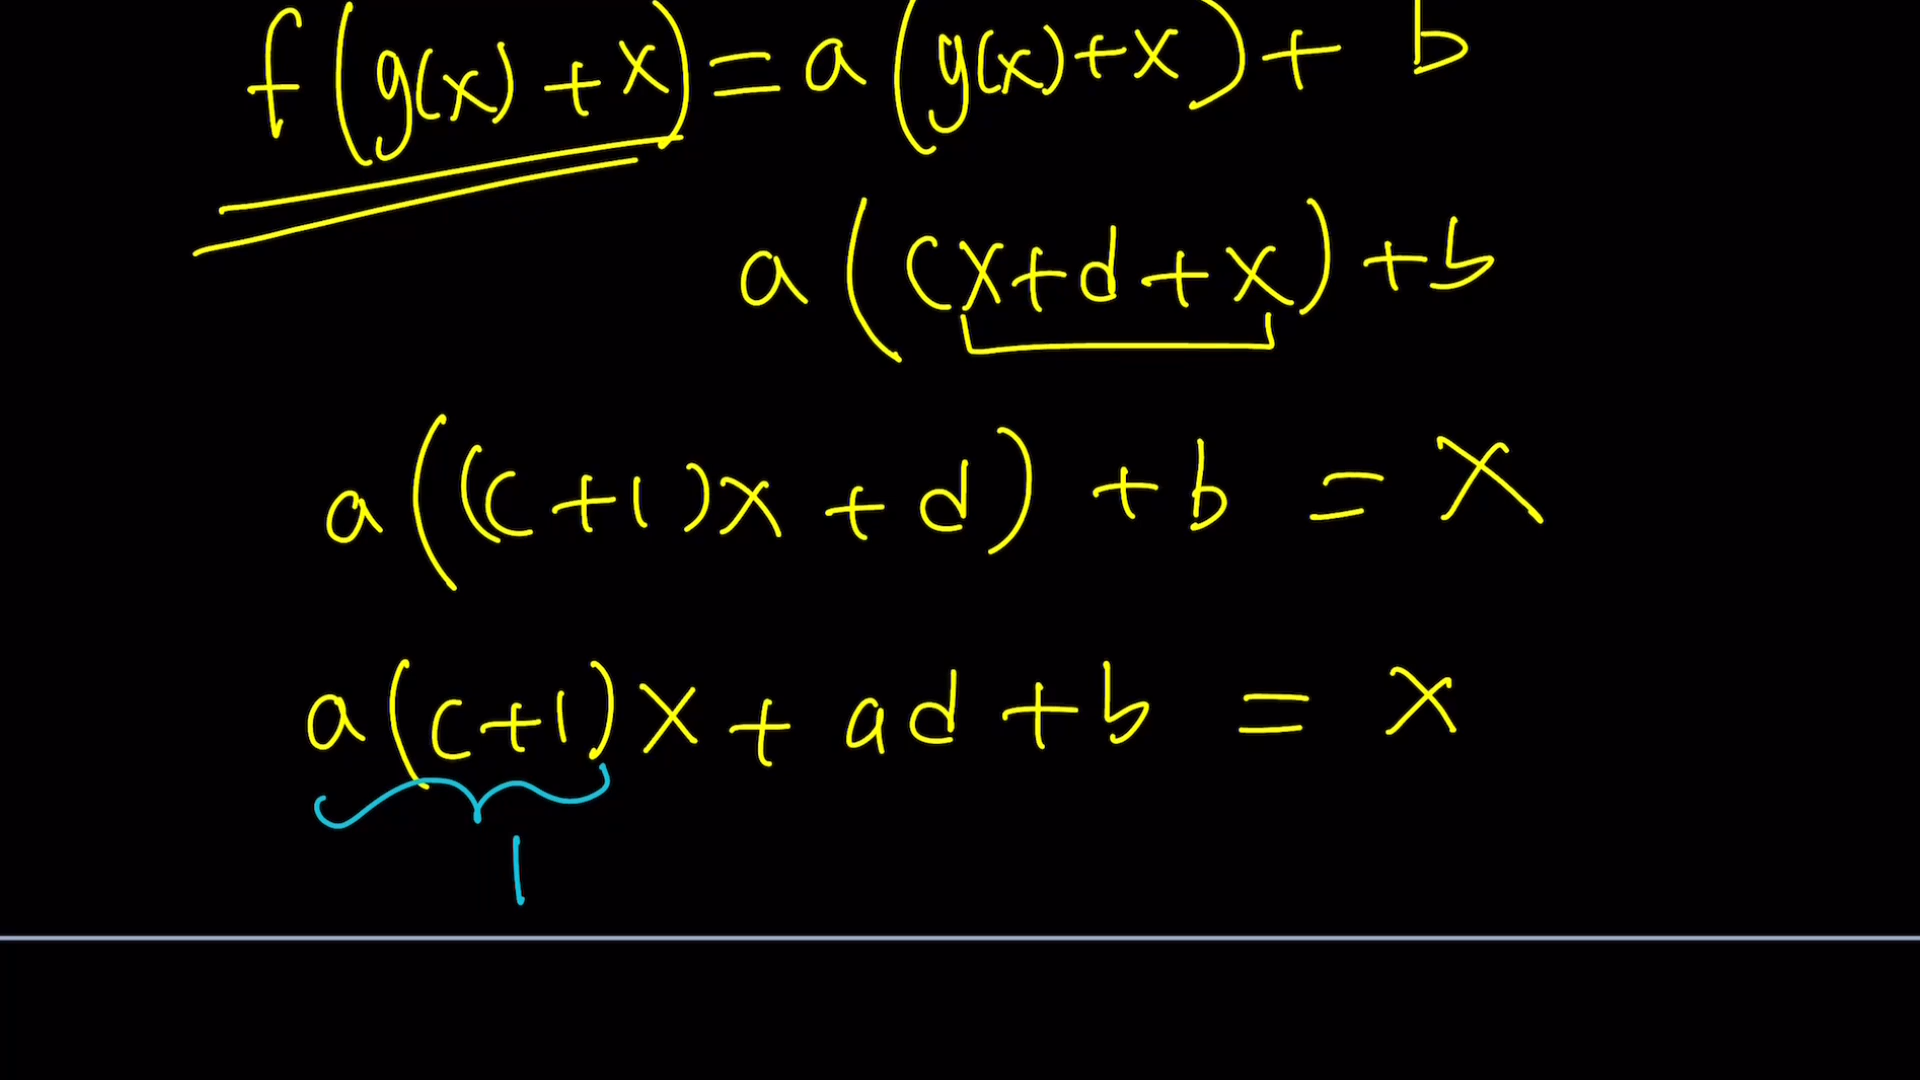 f(g(x)+x)=a(g(x)+x)+b
a(cx+d+x)+b
a((c+1)x+d)+b=x
a(c+1)x+ad+b=x
1